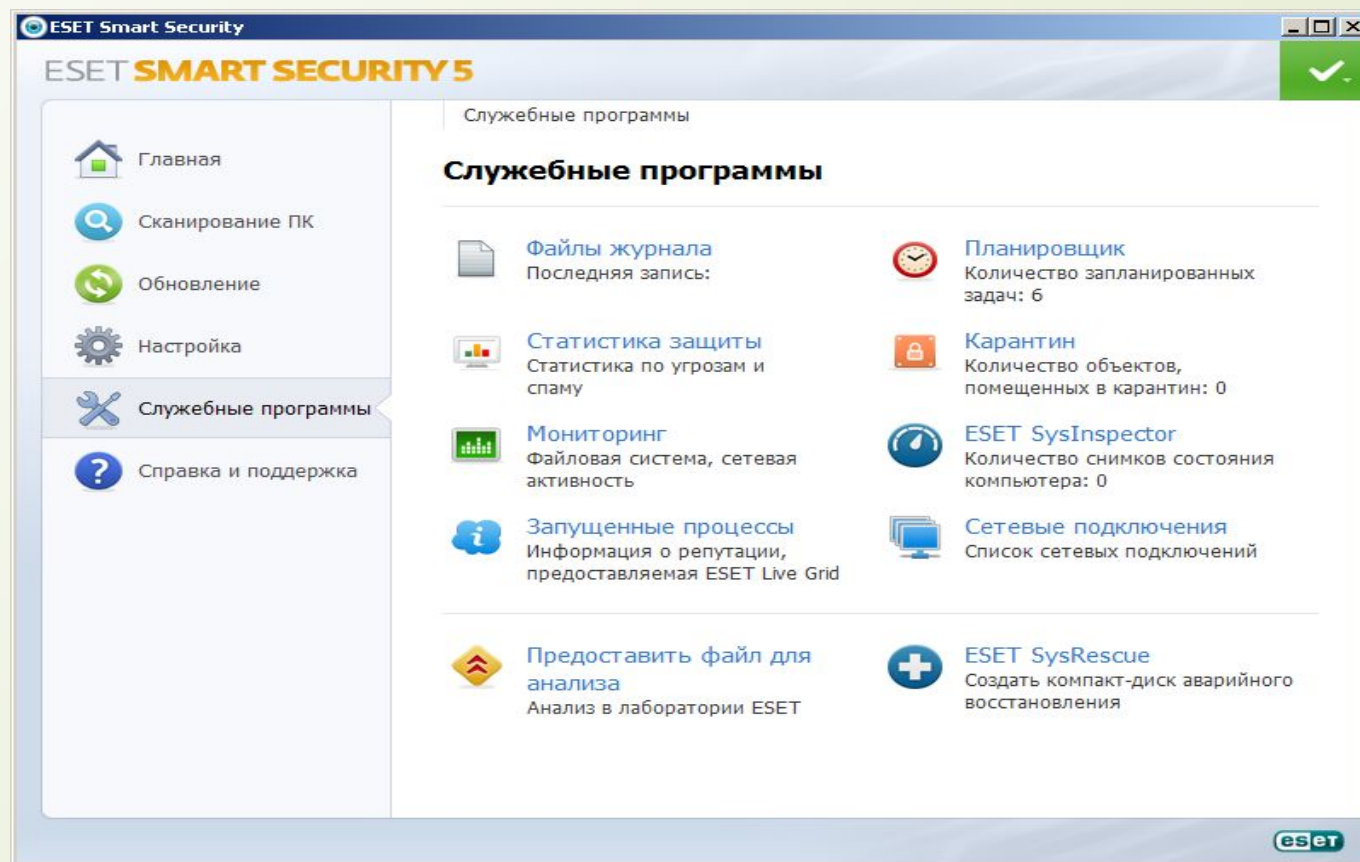 ESET Smart Security
ESET SMART SECURITY 5
Главная
Сканирование ПК
Обновление
Настройка
Служебные программы
Справка и поддержка
Служебные программы
Служебные программы
Файлы журнала
Последняя запись:
Планировщик
Количество запланированных
задач: 6
Статистика защиты
Статистика по угрозам и
спаму
Карантин
Количество объектов,
помещенных в карантин: 0
Мониторинг
Файловая система, сетевая
активность
ESET SysInspector
Количество снимков состояния
компьютера: 0
Запущенные процессы
Информация о репутации,
предоставляемая ESET Live Grid
Сетевые подключения
Список сетевых подключений
Предоставить файл для
анализа
Анализ в лаборатории ESET
ESET SysRescue
Создать компакт-диск аварийного
восстановления
eset